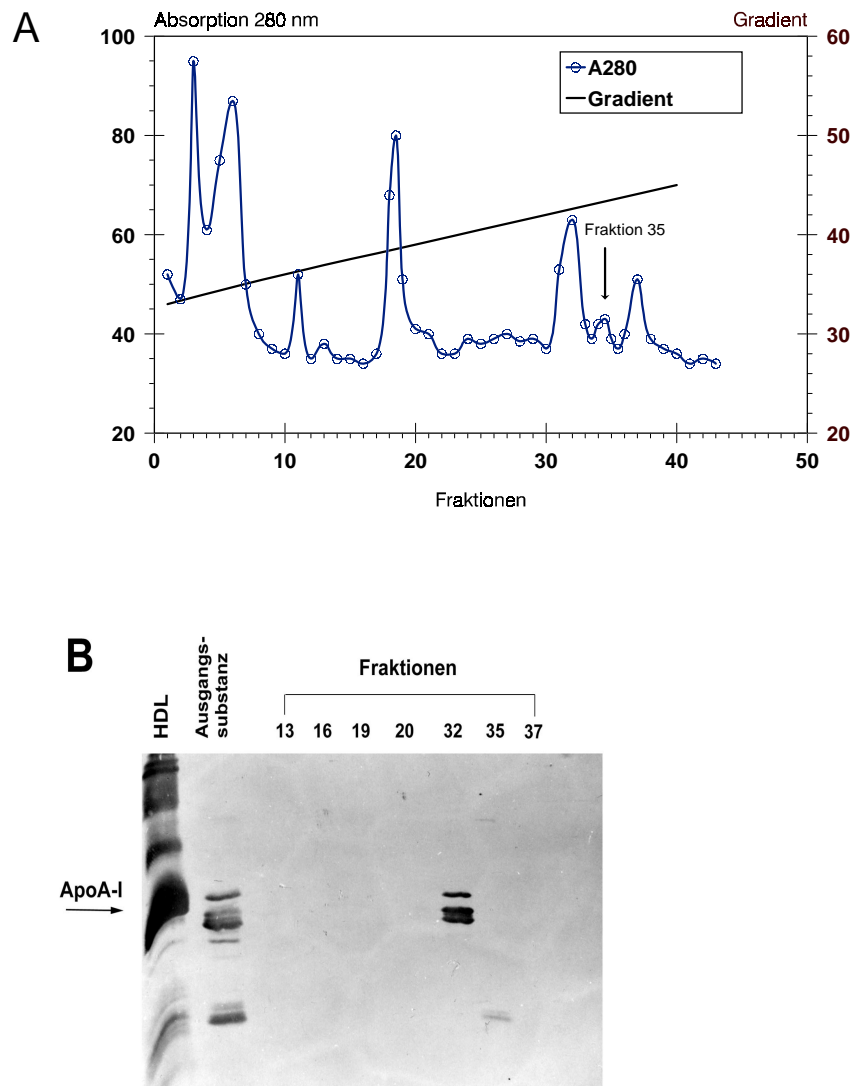 A
Absorption 280 nm
Gradient
100
80
60
40
20
60
50
40
30
20
A280
Gradient
Fraktion 35
0
10
20
30
40
50
Fraktionen
B
HDL
Ausgangs-
substanz
Fraktionen
13 16 19 20 32 35 37
ApoA-I